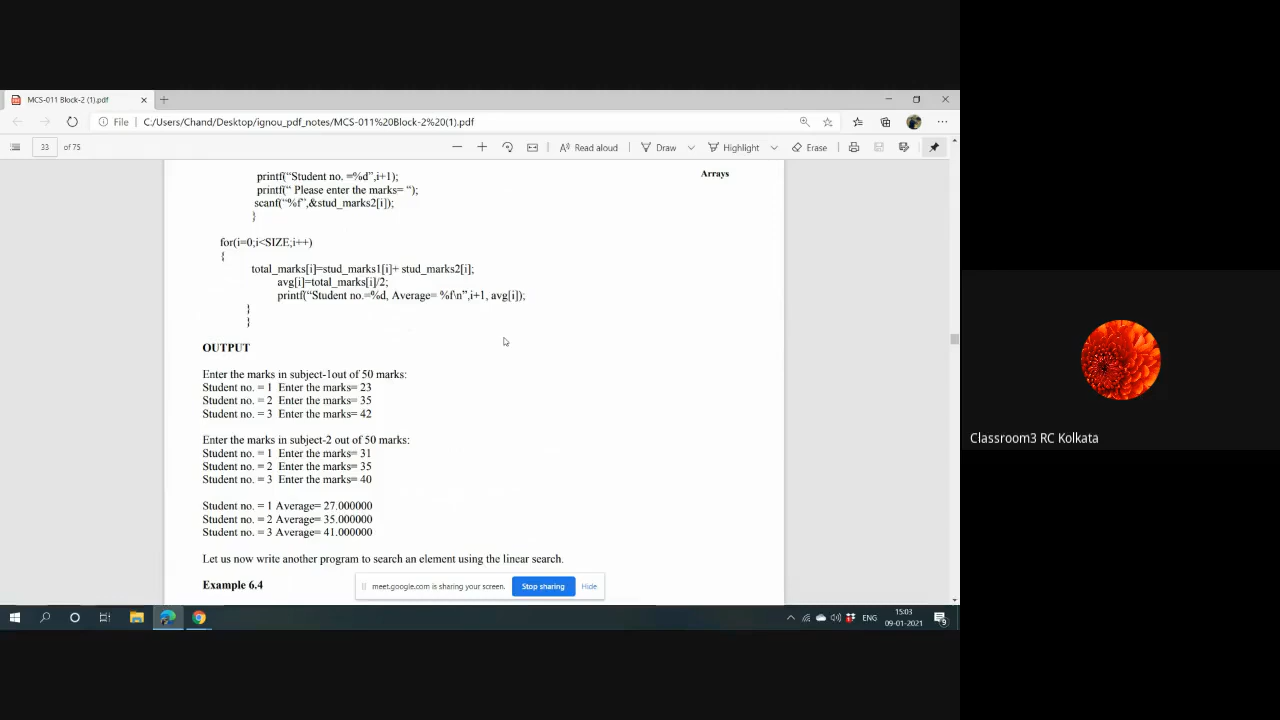 MCS-011 Block-2 (1).pdf
File
C:/Users/Chand/Desktop/ignou_pdf_notes/MCS-011%20Block-2%20(1).pdf
33 of 75
Read aloud
Draw
Highlight
Erase
Arrays
printf(“Student no. =%d”,i+1);
printf(“ Please enter the marks= “);
scanf(“%f”,&stud_marks2[i]);
}
for(i=0;i<SIZE;i++)
{
total_marks[i]=stud_marks1[i]+ stud_marks2[i];
avg[i]=total_marks[i]/2;
printf(“Student no.=%d, Average= %f\n”,i+1, avg[i]);
}
}
OUTPUT
Enter the marks in subject-1out of 50 marks:
Student no. = 1 Enter the marks= 23
Student no. = 2 Enter the marks= 35
Student no. = 3 Enter the marks= 42
Enter the marks in subject-2 out of 50 marks:
Student no. = 1 Enter the marks= 31
Student no. = 2 Enter the marks= 35
Student no. = 3 Enter the marks= 40
Student no. = 1 Average= 27.000000
Student no. = 2 Average= 35.000000
Student no. = 3 Average= 41.000000
Let us now write another program to search an element using the linear search.
Example 6.4
meet.google.com is sharing your screen.
Stop sharing
Hide
ENG
15:03
09-01-2021
9
Classroom3 RC Kolkata